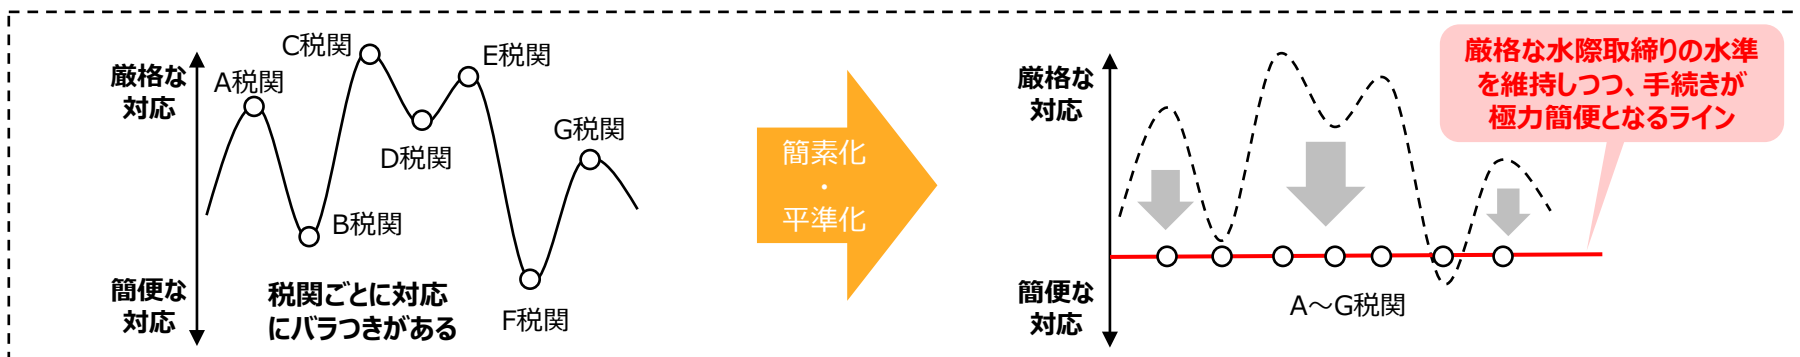 厳格な
対応
簡便な
対応
A税関
B税関
C税関
D税関
E税関
F税関
G税関
税関ごとに対応
にバラつきがある
簡素化
・
平準化
厳格な
対応
簡便な
対応
厳格な水際取締りの水準
を維持しつつ、手続きが
極力簡便となるライン
A～G税関